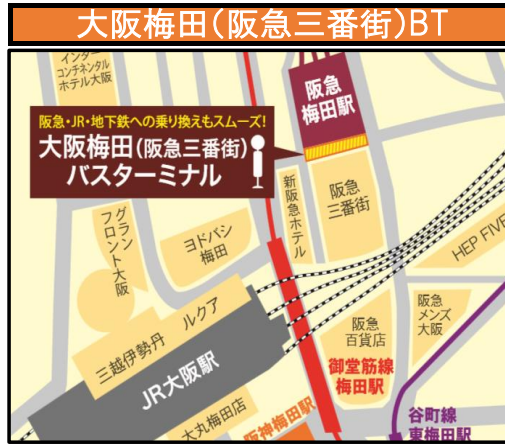 大阪梅田(阪急三番街)BT
インター
コンチネンタル
ホテル大阪
阪急
梅田駅
阪急・JR・地下鉄への乗り換えもスムーズ!
大阪梅田(阪急三番街)
バスターミナル
新阪急ホテル
阪急
三番街
グラン
フロント大阪
ヨドバシ
梅田
HEP FIVE
三越伊勢丹
ルクア
阪急
メンズ
大阪
阪急
百貨店
JR大阪駅
御堂筋線
梅田駅
大丸梅田店
阪神梅田駅
谷町線
東梅田駅